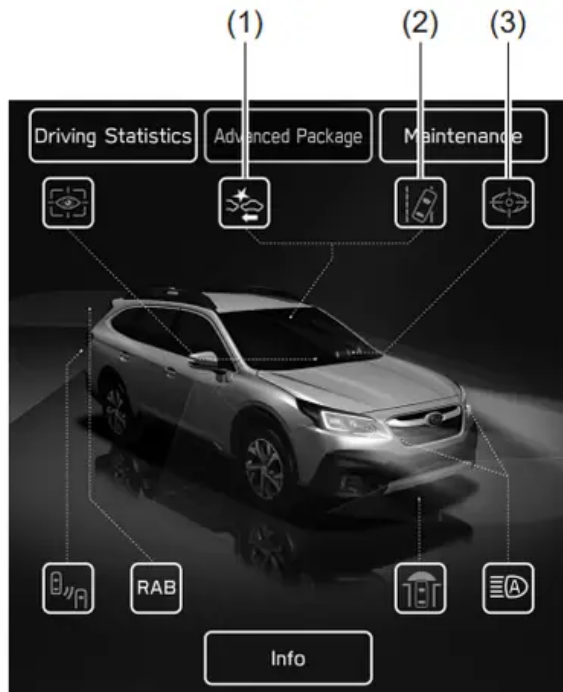 (1) (2) (3)
Driving Statistics Advanced Package Maintenance
RAB
A
Info